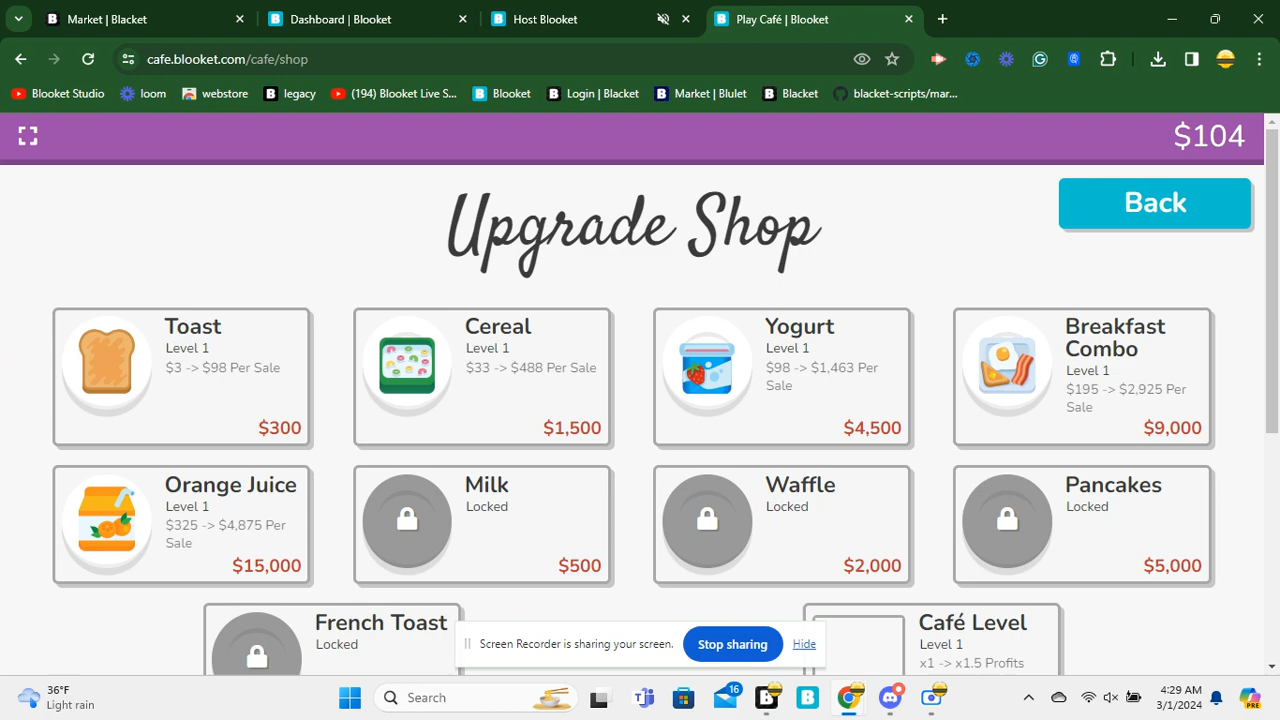 Market | Blacket
Dashboard | Blooket
Host Blooket
Play Café | Blooket
cafe.blooket.com/cafe/shop
Blooket Studio
loom
webstore
legacy
(194) Blooket Live S...
Blooket
Login | Blacket
Market | Blulet
Blacket
blacket-scripts/mar...
$104
Upgrade Shop
Back
Toast
Level 1
$3 -> $98 Per Sale
$300
Cereal
Level 1
$33 -> $488 Per Sale
$1,500
Yogurt
Level 1
$98 -> $1,463 Per
Sale
$4,500
Breakfast
Combo
Level 1
$195 -> $2,925 Per
Sale
$9,000
Orange Juice
Level 1
$325 -> $4,875 Per
Sale
$15,000
Milk
Locked
$500
Waffle
Locked
$2,000
Pancakes
Locked
$5,000
French Toast
Locked
Café Level
Level 1
x1 -> x1.5 Profits
Screen Recorder is sharing your screen.
Stop sharing
Hide
36°F
Light rain
Search
16
PRE
4:29 AM
3/1/2024